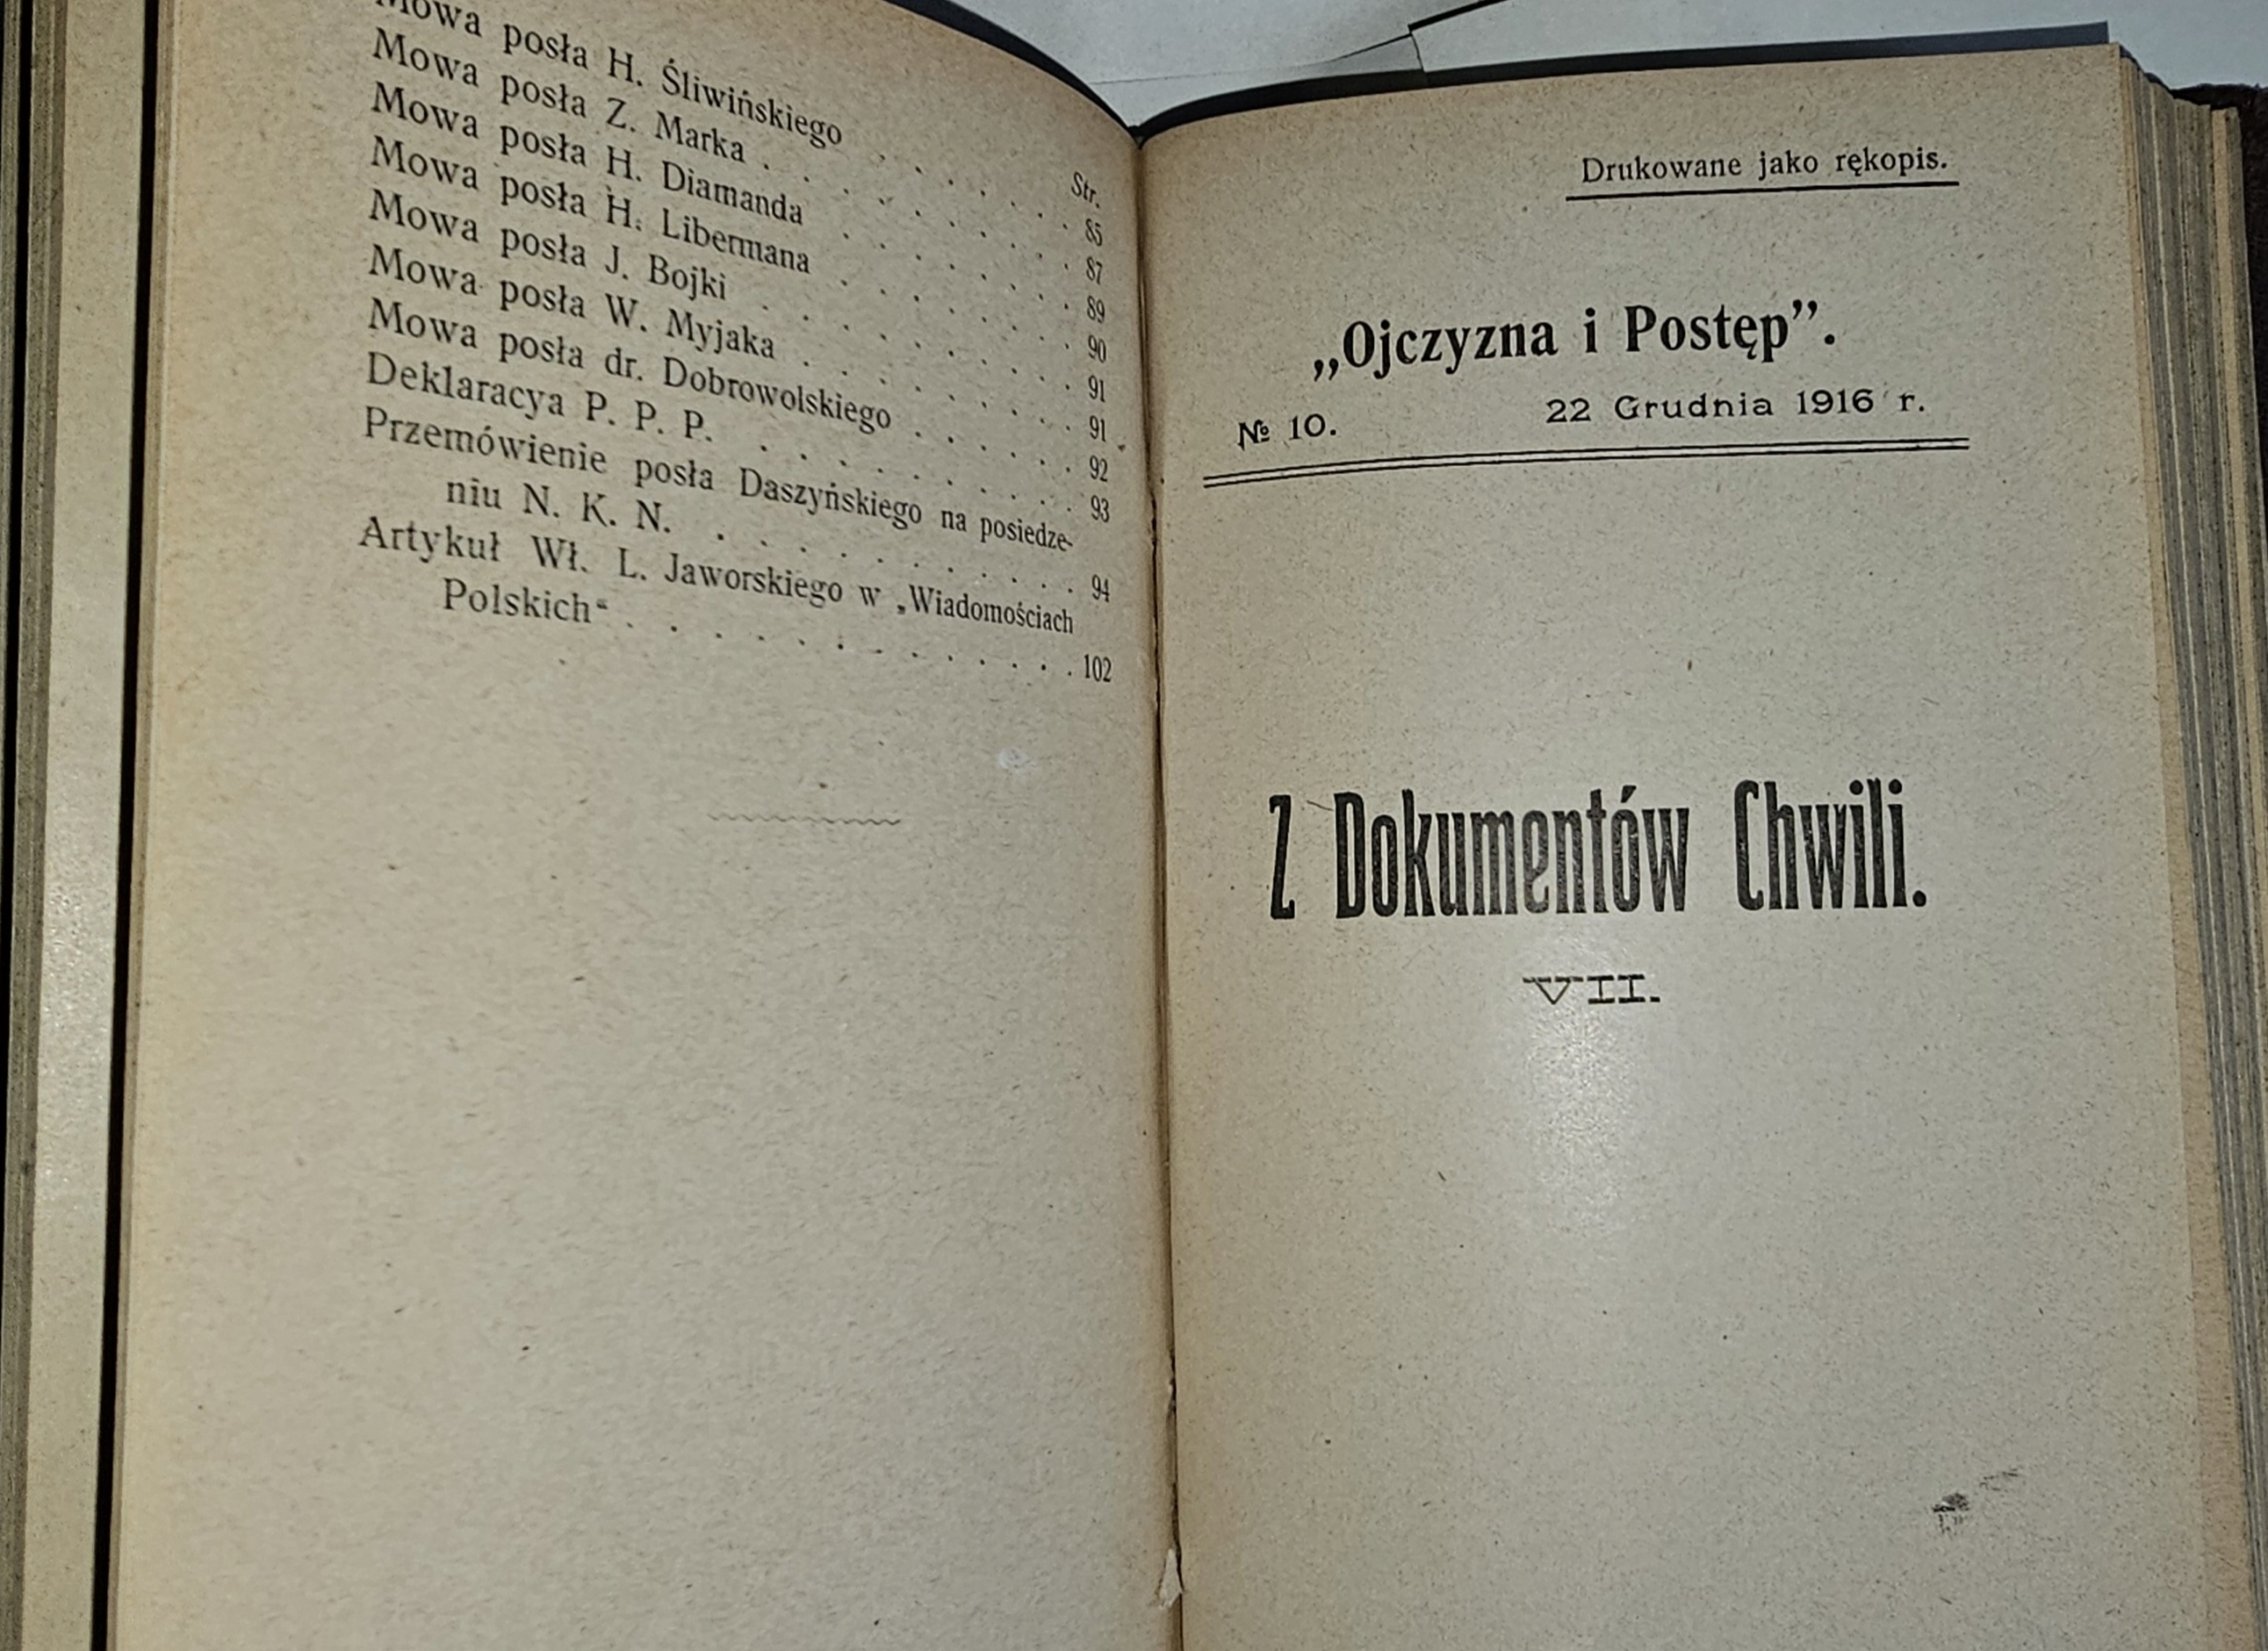 Str.
Mowa posła H. Śliwińskiego . . . . . . 85
Mowa posła Z. Marka . . . . . . . . 87
Mowa posła H. Diamanda . . . . . . . 89
Mowa posła H. Libermana . . . . . . . 90
Mowa posła J. Bojki . . . . . . . . . 91
Mowa posła W. Myjaka . . . . . . . . 91
Mowa posła dr. Dobrowolskiego . . . . . 92
Deklaracya P. P. P. . . . . . . . . . 93
Przemówienie posła Daszyńskiego na posiedze-
niu N. K. N. . . . . . . . . . . 94
Artykuł Wł. L. Jaworskiego w „Wiadomościach
Polskich“ . . . . . . . . . . . . 102
Drukowane jako rękopis.
„Ojczyzna i Postęp”.
№ 10. 22 Grudnia 1916 r.
Z Dokumentów Chwili.
VII.